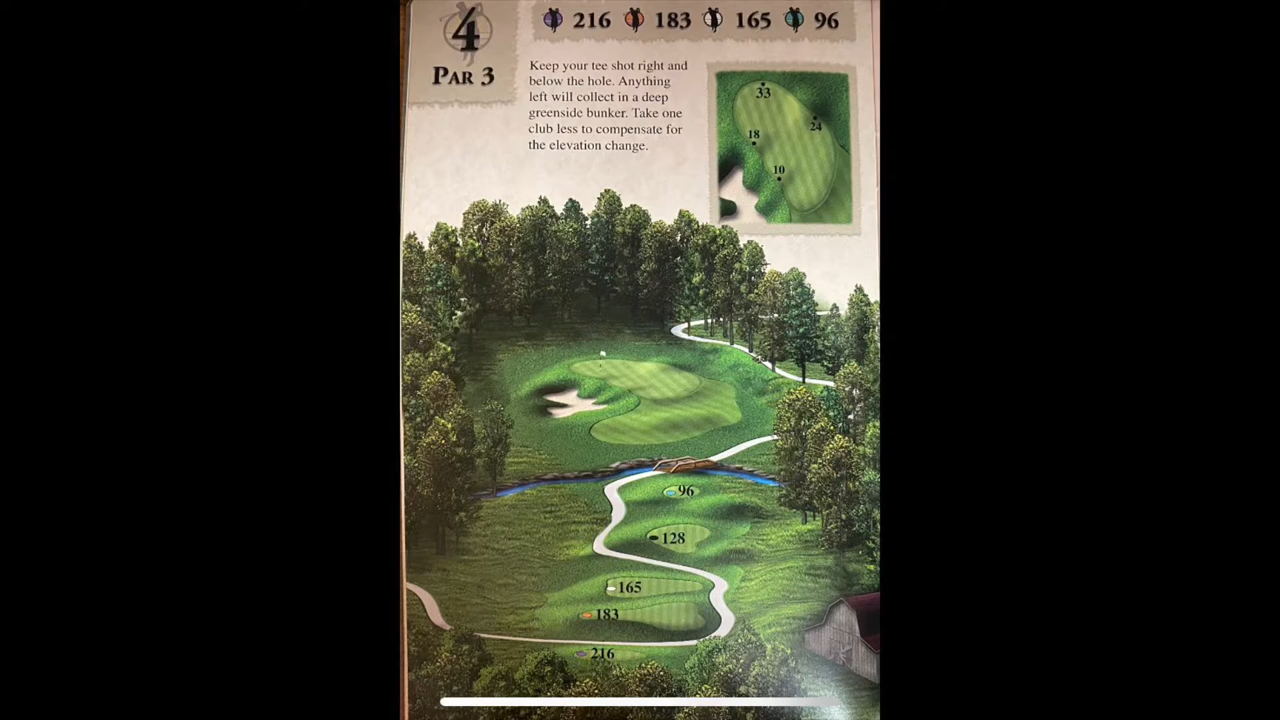 4
PAR 3
216 183 165 96
Keep your tee shot right and
below the hole. Anything
left will collect in a deep
greenside bunker. Take one
club less to compensate for
the elevation change.
33
24
18
10
96
128
165
183
216